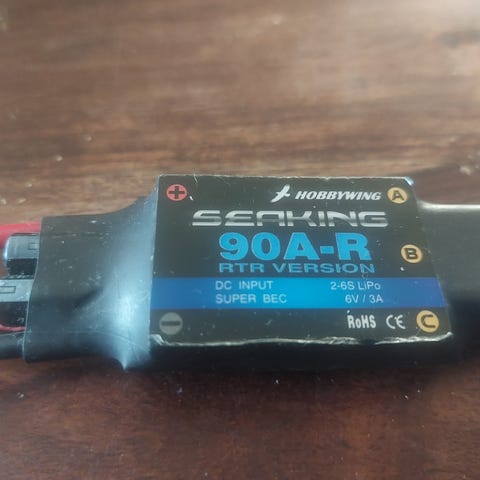 + HOBBYWING A
SEAKING
90A-R B
RTR VERSION
DC INPUT 2-6S LiPo
SUPER BEC 6V / 3A
- RoHS CE C